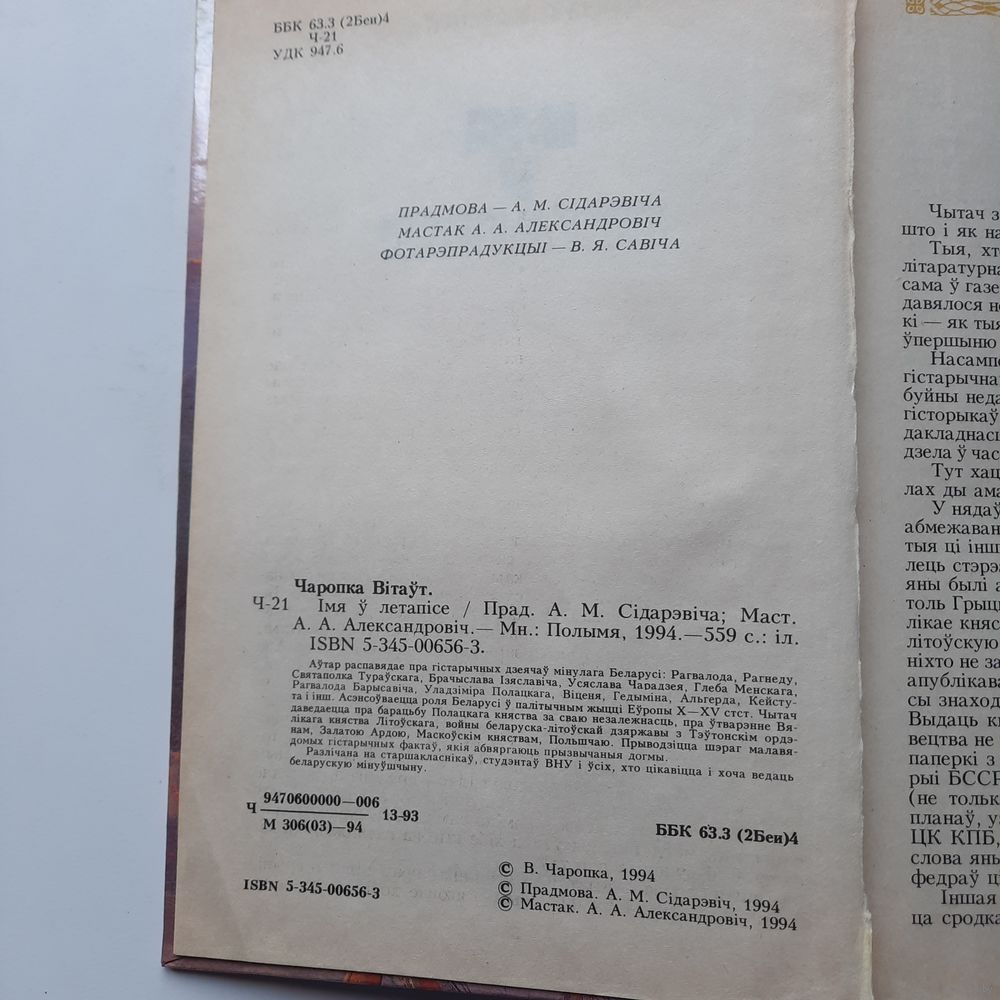 ББК 63.3 (2Беи)4
Ч-21
УДК 947.6
ПРАДМОВА — А. М. СІДАРЭВІЧА
МАСТАК А. А. АЛЕКСАНДРОВІЧ
ФОТАРЭПРАДУКЦЫІ — В. Я. САВІЧА
Чаропка Вітаўт.
Ч-21 Імя ў летапісе / Прад. А. М. Сідарэвіча; Маст.
А. А. Александровіч.— Мн.: Полымя, 1994.—559 с.: іл.
ISBN 5-345-00656-3.
Аўтар распавядае пра гістарычных дзеячаў мінулага Беларусі: Рагвалода, Рагнеду,
Святаполка Тураўскага, Брачыслава Ізяславіча, Усяслава Чарадзея, Глеба Менскага,
Рагвалода Барысавіча, Уладзіміра Полацкага, Віценя, Гедыміна, Альгерда, Кейсту-
та і інш. Асэнсоўваецца роля Беларусі ў палітычным жыцці Еўропы X—XV стст. Чытач
даведаецца пра барацьбу Полацкага княства за сваю незалежнасць, пра ўтварэнне Вя-
лікага княства Літоўскага, войны беларуска-літоўскай дзяржавы з Тэўтонскім ордэ-
нам, Залатою Ардою, Маскоўскім княствам, Польшчаю. Прыводзіцца шэраг малавя-
домых гістарычных фактаў, якія абвяргаюць прызвычаныя догмы.
Разлічана на старшакласнікаў, студэнтаў ВНУ і ўсіх, хто цікавіцца і хоча ведаць
беларускую мінуўшчыну.
Ч 9470600000—006
М 306(03)—94 13-93
ББК 63.3 (2Беи)4
ISBN 5-345-00656-3
© В. Чаропка, 1994
© Прадмова. А. М. Сідарэвіч, 1994
© Мастак. А. А. Александровіч, 1994
Чытач з
што і як на
Тыя, хто
літаратурна
сама ў газе
давялося н
кі — як тыя
ўпершыню
Насамп
гістарычна
буйны неда
гісторыкаў
дакладнасц
дзела ў час
Тут хац
лах ды ама
У нядаў
абмежаван
тыя ці інш
лець стэрэ
яны былі а
толь Грыц
лікае княс
літоўскую
ніхто не за
апублікава
сы знаход
Выдаць к
вецтва не
паперкі з
рыі БССР
(не тольк
планаў, у
ЦК КПБ,
слова яны
федраў ц
Іншая
ца сродка